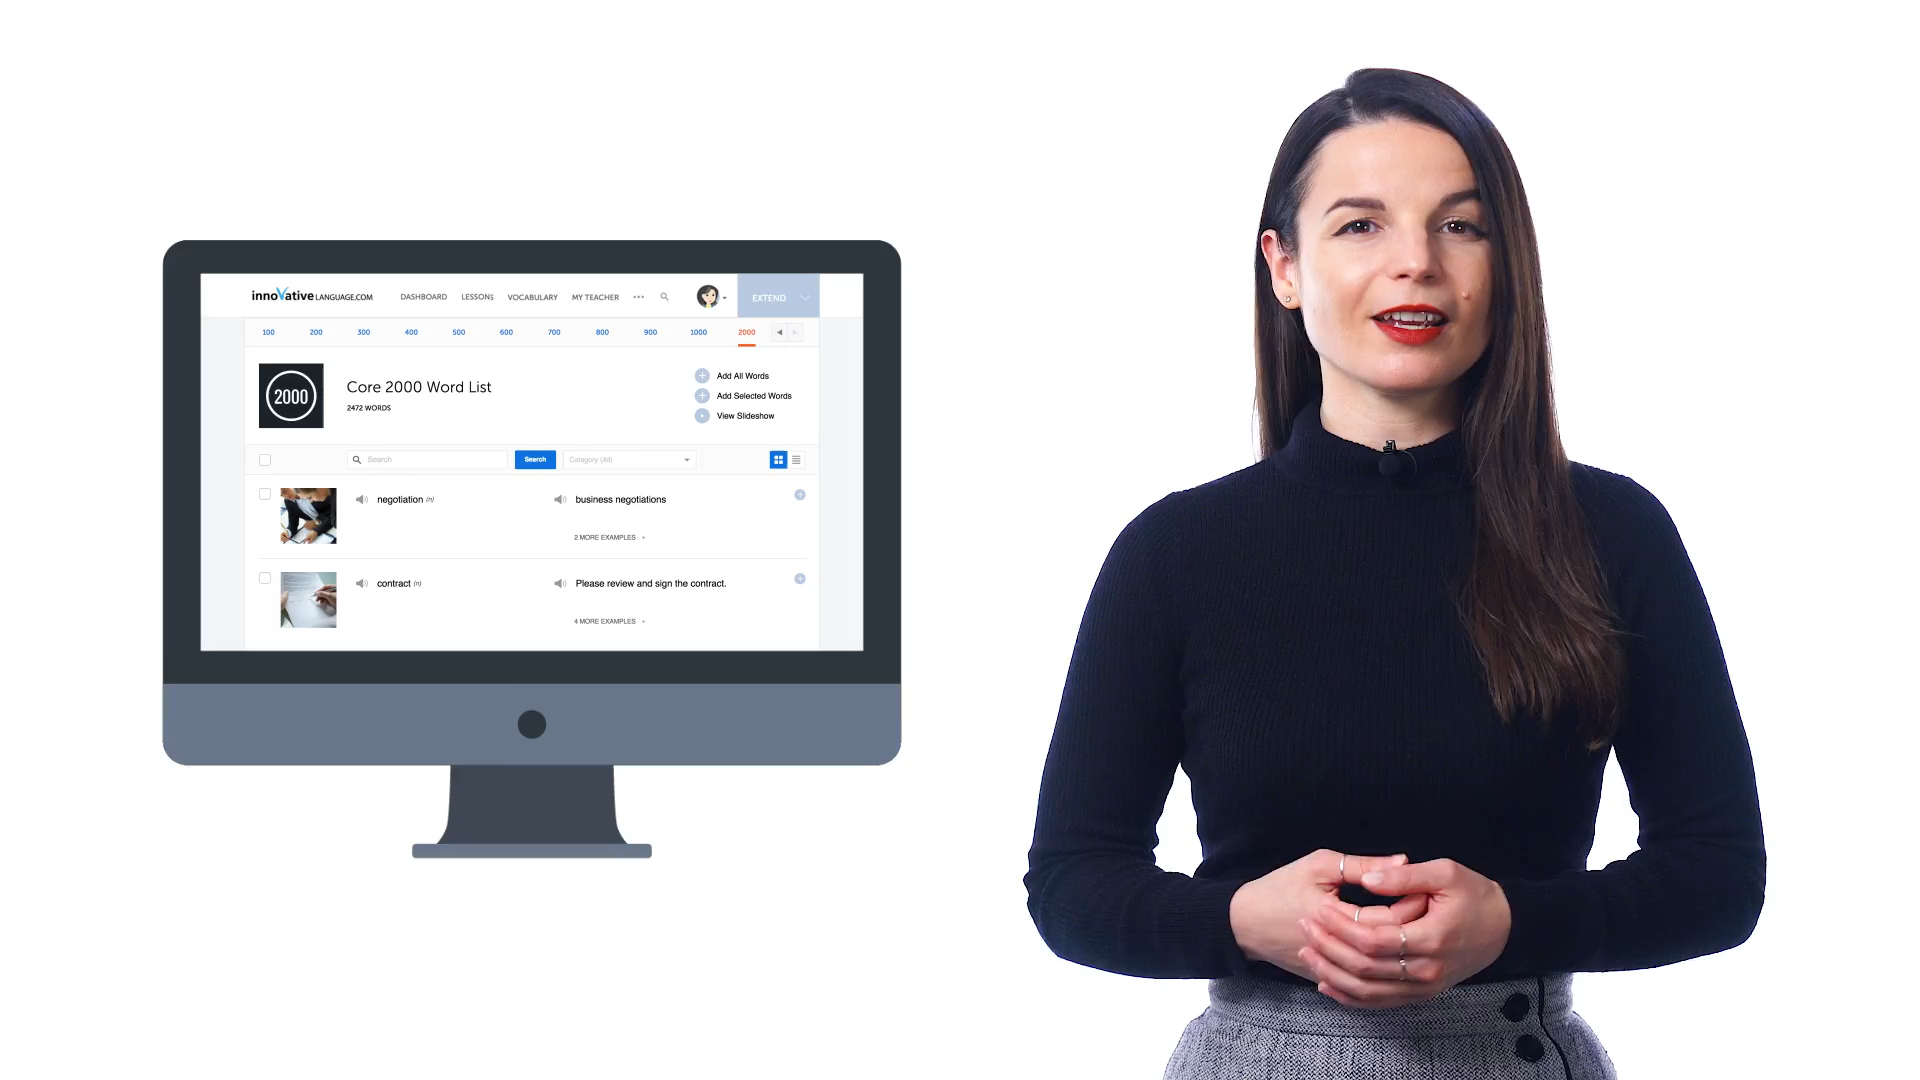 innoVative LANGUAGE.COM DASHBOARD LESSONS VOCABULARY MY TEACHER EXTEND
100 200 300 400 500 600 700 800 900 1000 2000
2000
Core 2000 Word List
2472 WORDS
Add All Words
Add Selected Words
View Slideshow
Search Search Category (All)
negotiation (n) business negotiations
2 MORE EXAMPLES
contract (n) Please review and sign the contract.
4 MORE EXAMPLES